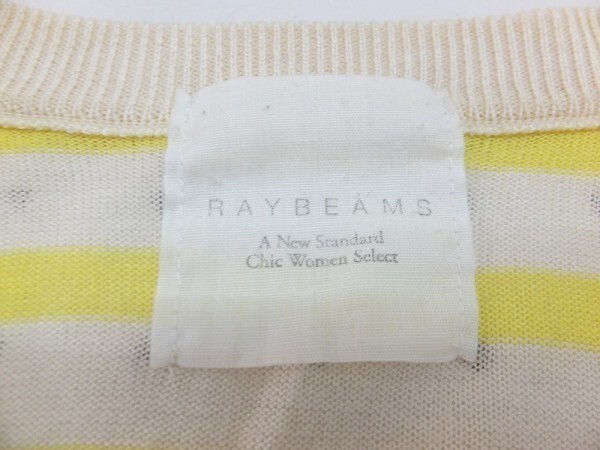 RAYBEAMS
A New Standard
Chic Women Select